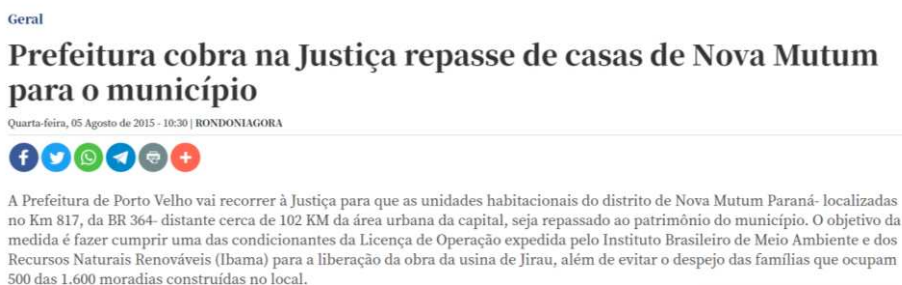 Geral
Prefeitura cobra na Justiça repasse de casas de Nova Mutum
para o município
Quarta-feira, 05 Agosto de 2015 - 10:30 | RONDONIAGORA
A Prefeitura de Porto Velho vai recorrer à Justiça para que as unidades habitacionais do distrito de Nova Mutum Paraná- localizadas
no Km 817, da BR 364- distante cerca de 102 KM da área urbana da capital, seja repassado ao patrimônio do município. O objetivo da
medida é fazer cumprir uma das condicionantes da Licença de Operação expedida pelo Instituto Brasileiro de Meio Ambiente e dos
Recursos Naturais Renováveis (Ibama) para a liberação da obra da usina de Jirau, além de evitar o despejo das famílias que ocupam
500 das 1.600 moradias construídas no local.